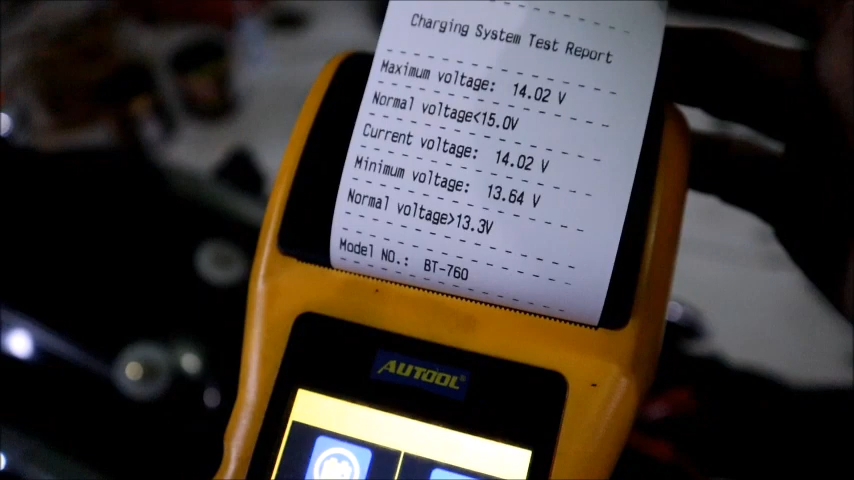 Charging System Test Report
Maximum voltage: 14.02 V
Normal voltage<15.0V
Current voltage: 14.02 V
Minimum voltage: 13.64 V
Normal voltage>13.3V
Model NO.: BT-760
AUTOOL®